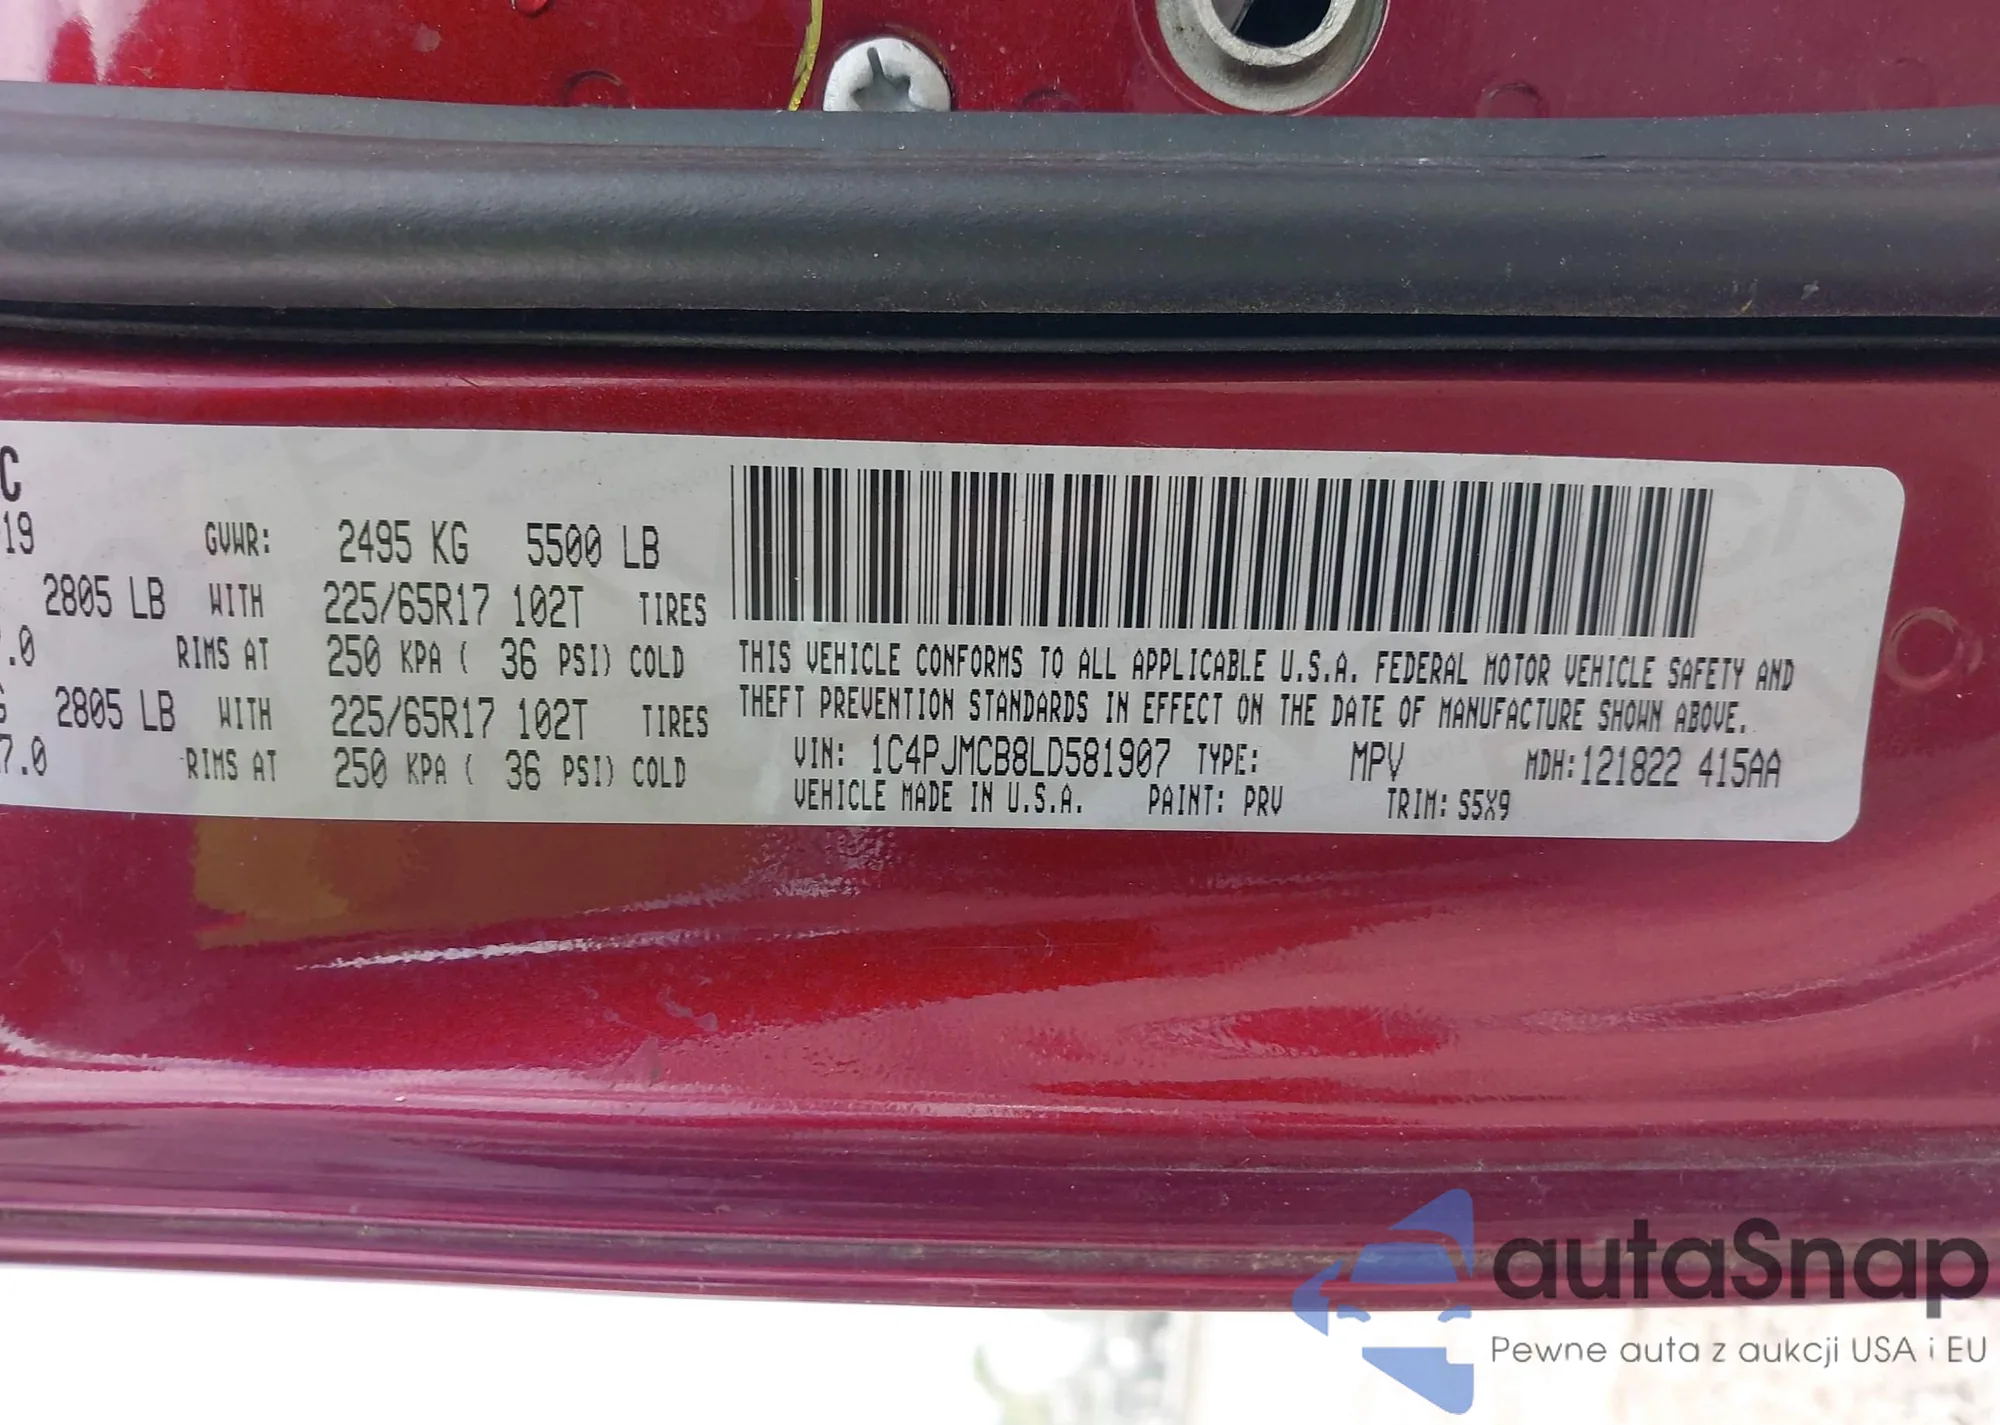 C
19
GVWR: 2495 KG 5500 LB
2805 LB WITH 225/65R17 102T TIRES
.0 RIMS AT 250 KPA ( 36 PSI) COLD
2805 LB WITH 225/65R17 102T TIRES
7.0 RIMS AT 250 KPA ( 36 PSI) COLD
THIS VEHICLE CONFORMS TO ALL APPLICABLE U.S.A. FEDERAL MOTOR VEHICLE SAFETY AND
THEFT PREVENTION STANDARDS IN EFFECT ON THE DATE OF MANUFACTURE SHOWN ABOVE.
VIN: 1C4PJMCB8LD581907 TYPE: MPV MDH:121822 415AA
VEHICLE MADE IN U.S.A. PAINT: PRV TRIM: S5X9
autaSnap
Pewne auta z aukcji USA i EU